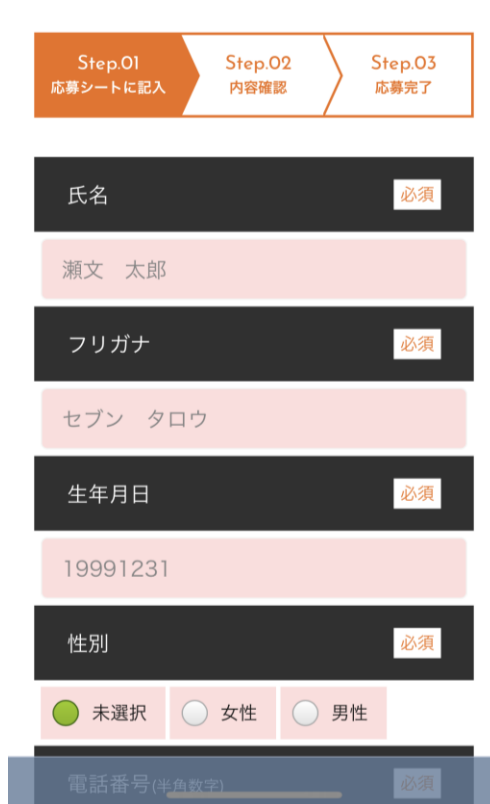 Step.01
応募シートに記入
Step.02
内容確認
Step.03
応募完了
氏名 必須
瀬文　太郎
フリガナ 必須
セブン　タロウ
生年月日 必須
19991231
性別 必須
未選択 女性 男性
電話番号(半角数字) 必須